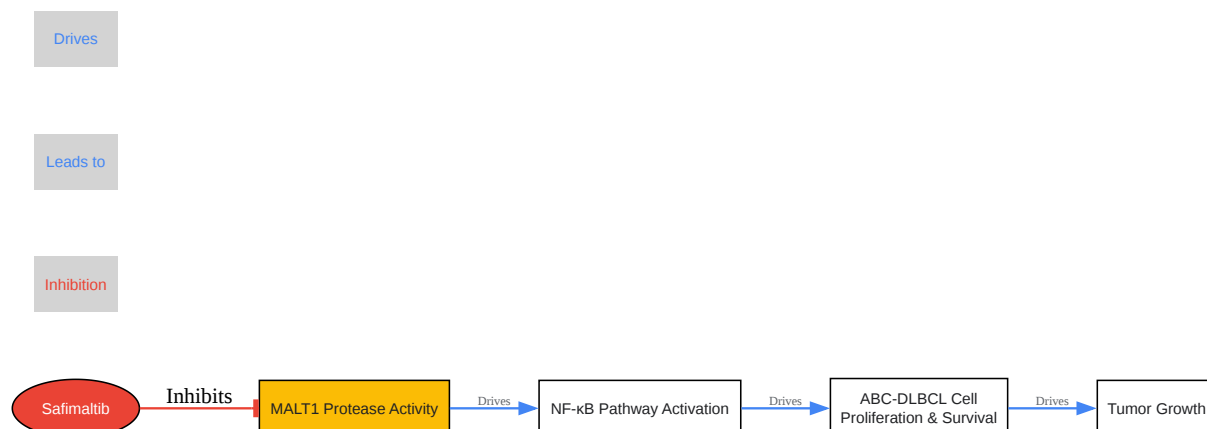 Drives
Leads to
Inhibition
Safimaltib
Inhibits
MALT1 Protease Activity
Drives
NF-κB Pathway Activation
Drives
ABC-DLBCL Cell
Proliferation & Survival
Drives
Tumor Growth